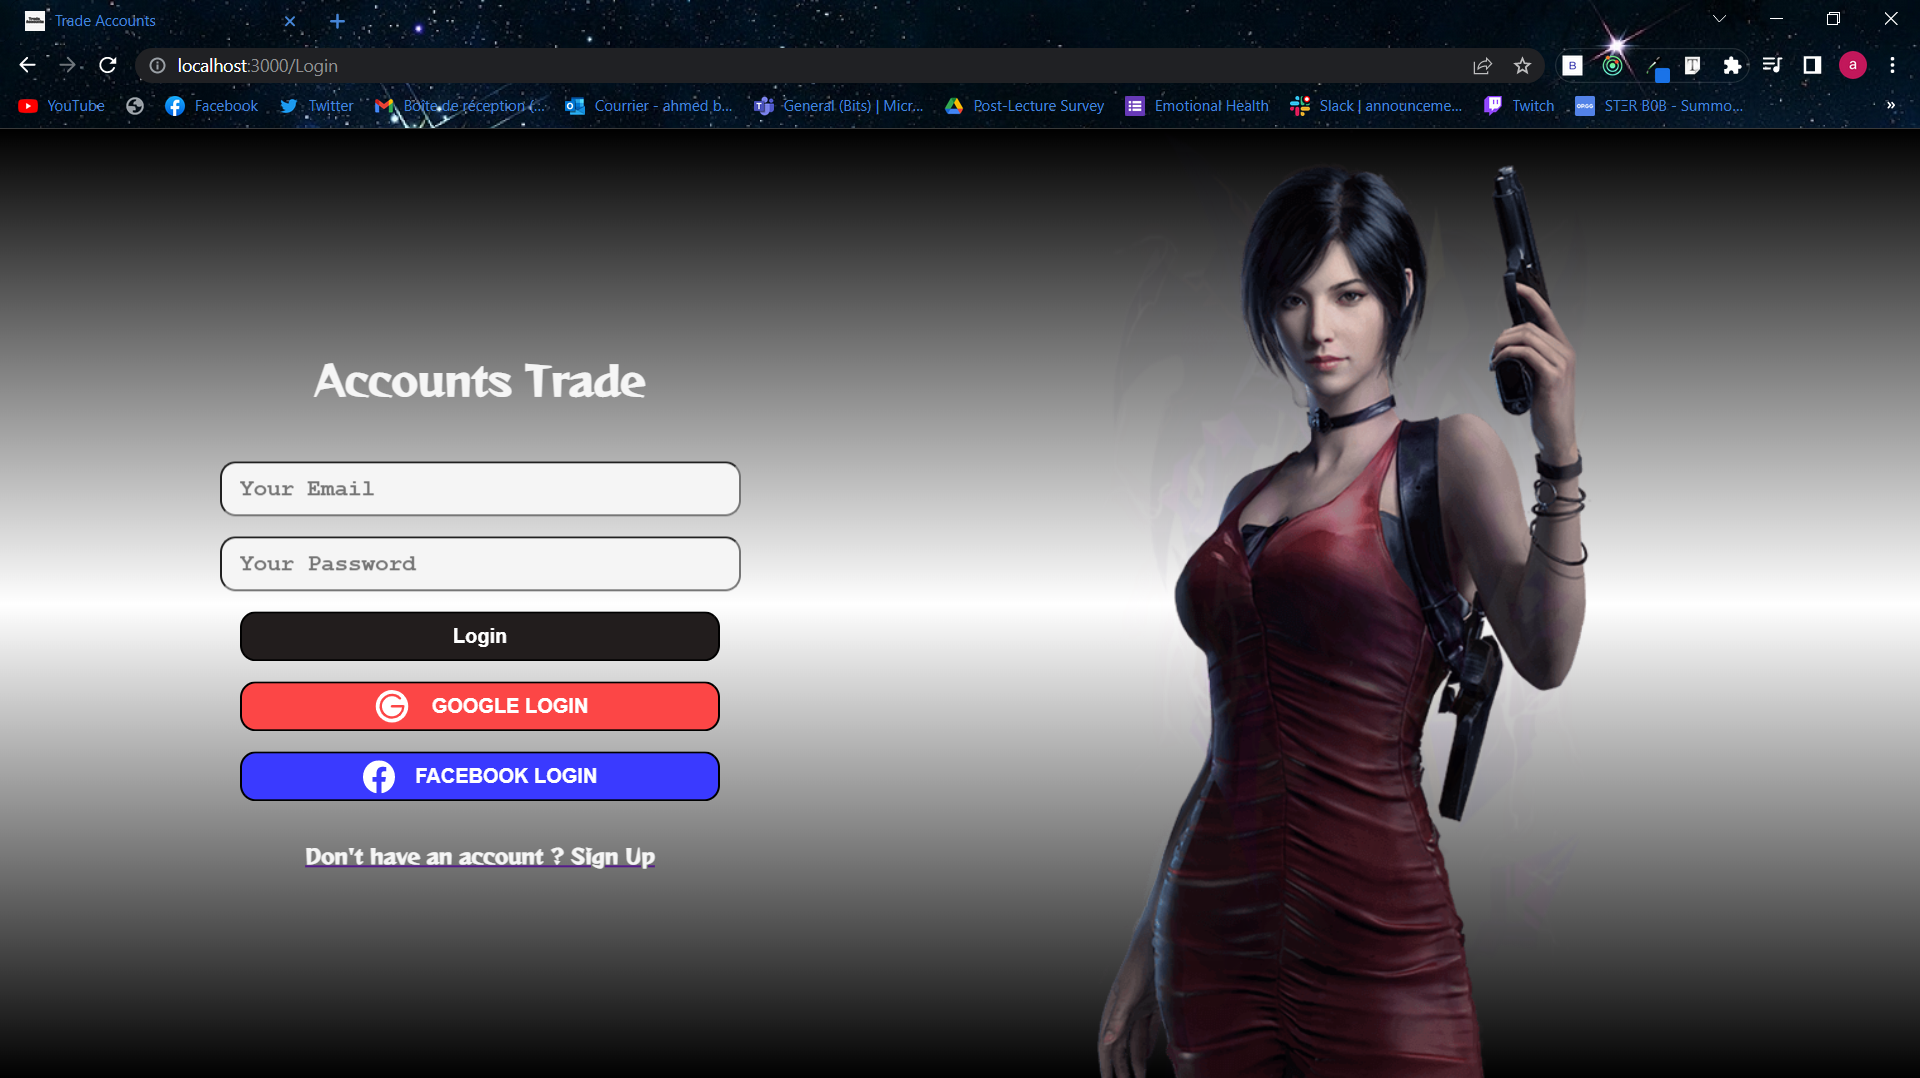 Trade Accounts
localhost:3000/Login
YouTube Facebook Twitter Boîte de réception (... Courrier - ahmed b... General (Bits) | Micr... Post-Lecture Survey Emotional Health Slack | announceme... Twitch STER B0B - Summo...
Accounts Trade
Your Email
Your Password
Login
GOOGLE LOGIN
FACEBOOK LOGIN
Don't have an account ? Sign Up